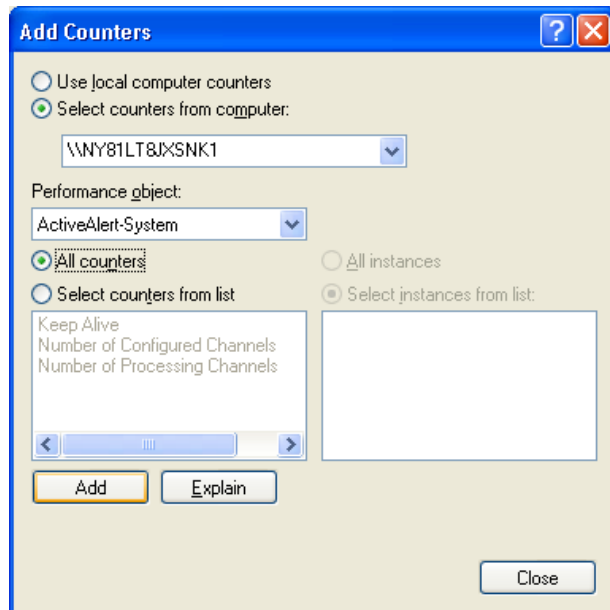 Add Counters
Use local computer counters
Select counters from computer:
\\NY81LT8JXSNK1
Performance object:
ActiveAlert-System
All counters
All instances
Select counters from list
Select instances from list:
Keep Alive
Number of Configured Channels
Number of Processing Channels
Add
Explain
Close